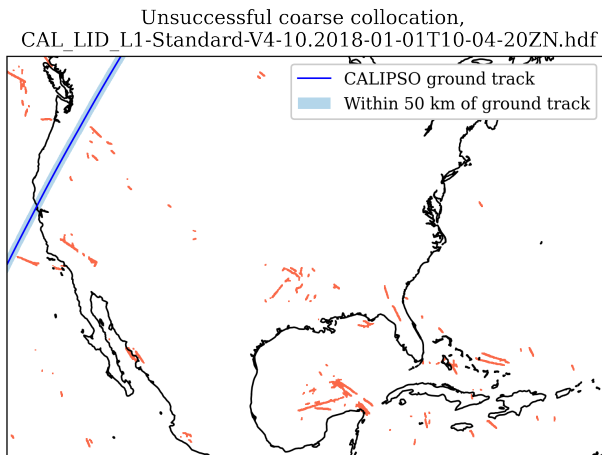 Unsuccessful coarse collocation,
CAL_LID_L1-Standard-V4-10.2018-01-01T10-04-20ZN.hdf
CALIPSO ground track
Within 50 km of ground track